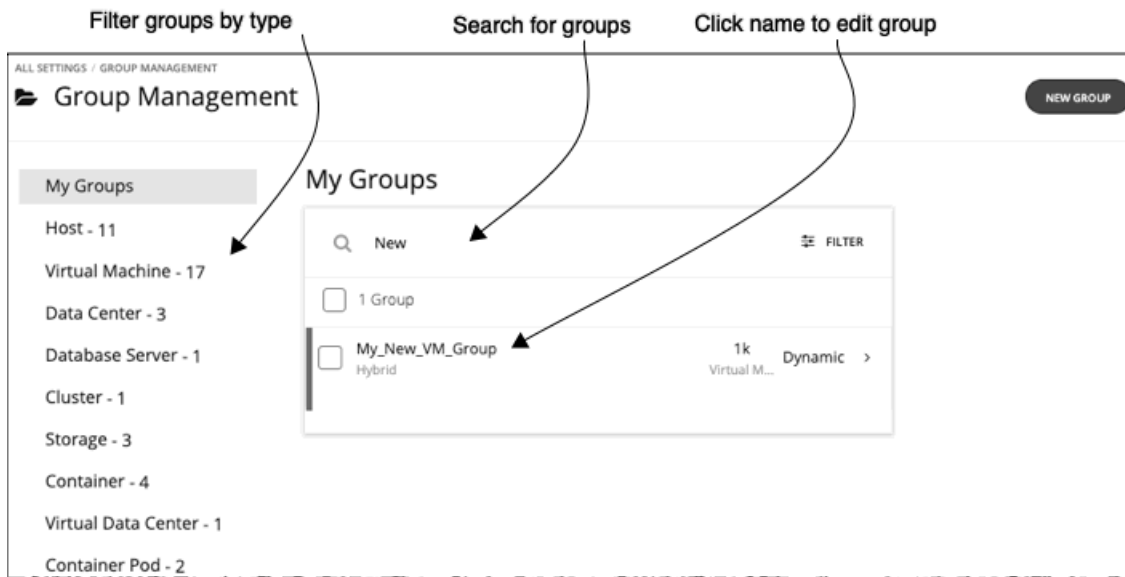 Filter groups by type
Search for groups
Click name to edit group
ALL SETTINGS / GROUP MANAGEMENT
Group Management
NEW GROUP
My Groups
Host - 11
Virtual Machine - 17
Data Center - 3
Database Server - 1
Cluster - 1
Storage - 3
Container - 4
Virtual Data Center - 1
Container Pod - 2
My Groups
New
FILTER
1 Group
My_New_VM_Group
Hybrid
1k
Virtual M...
Dynamic >